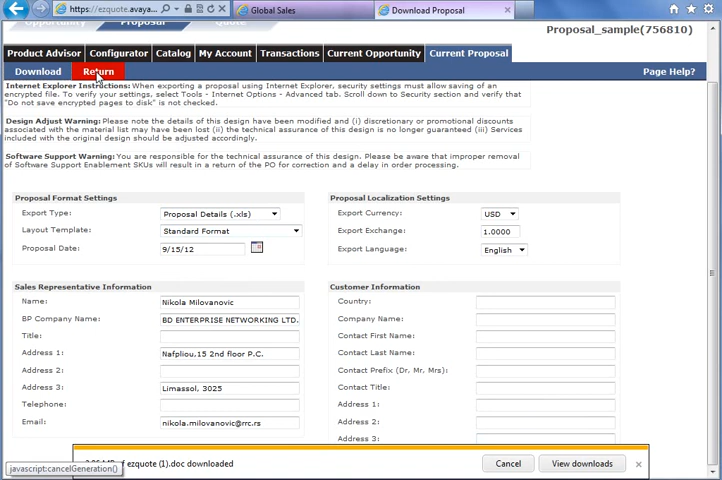 https://ezquote.avaya...
Global Sales
Download Proposal
Opportunity
Proposal
Quote
Proposal_sample(756810)
Product Advisor
Configurator
Catalog
My Account
Transactions
Current Opportunity
Current Proposal
Download
Return
Page Help?
Internet Explorer Instructions: When exporting a proposal using Internet Explorer, security settings must allow saving of an
encrypted file. To verify your settings, select Tools - Internet Options - Advanced tab. Scroll down to Security section and verify that
"Do not save encrypted pages to disk" is not checked.
Design Adjust Warning: Please note the details of this design have been modified and (i) discretionary or promotional discounts
associated with the material list may have been lost (ii) the technical assurance of this design is no longer guaranteed (iii) Services
included with the original design should be adjusted accordingly.
Software Support Warning: You are responsible for the technical assurance of this design. Please be aware that improper removal
of Software Support Enablement SKUs will result in a return of the PO for correction and a delay in order processing.
Proposal Format Settings
Export Type: Proposal Details (.xls)
Layout Template: Standard Format
Proposal Date: 9/15/12
Proposal Localization Settings
Export Currency: USD
Export Exchange: 1.0000
Export Language: English
Sales Representative Information
Name: Nikola Milovanovic
BP Company Name: BD ENTERPRISE NETWORKING LTD.
Title:
Address 1: Nafpliou,15 2nd floor P.C.
Address 2:
Address 3: Limassol, 3025
Telephone:
Email: nikola.milovanovic@rrc.rs
Customer Information
Country:
Company Name:
Contact First Name:
Contact Last Name:
Contact Prefix (Dr, Mr, Mrs):
Contact Title:
Address 1:
Address 2:
Address 3:
of ezquote (1).doc downloaded
Cancel
View downloads
javascript:cancelGeneration()